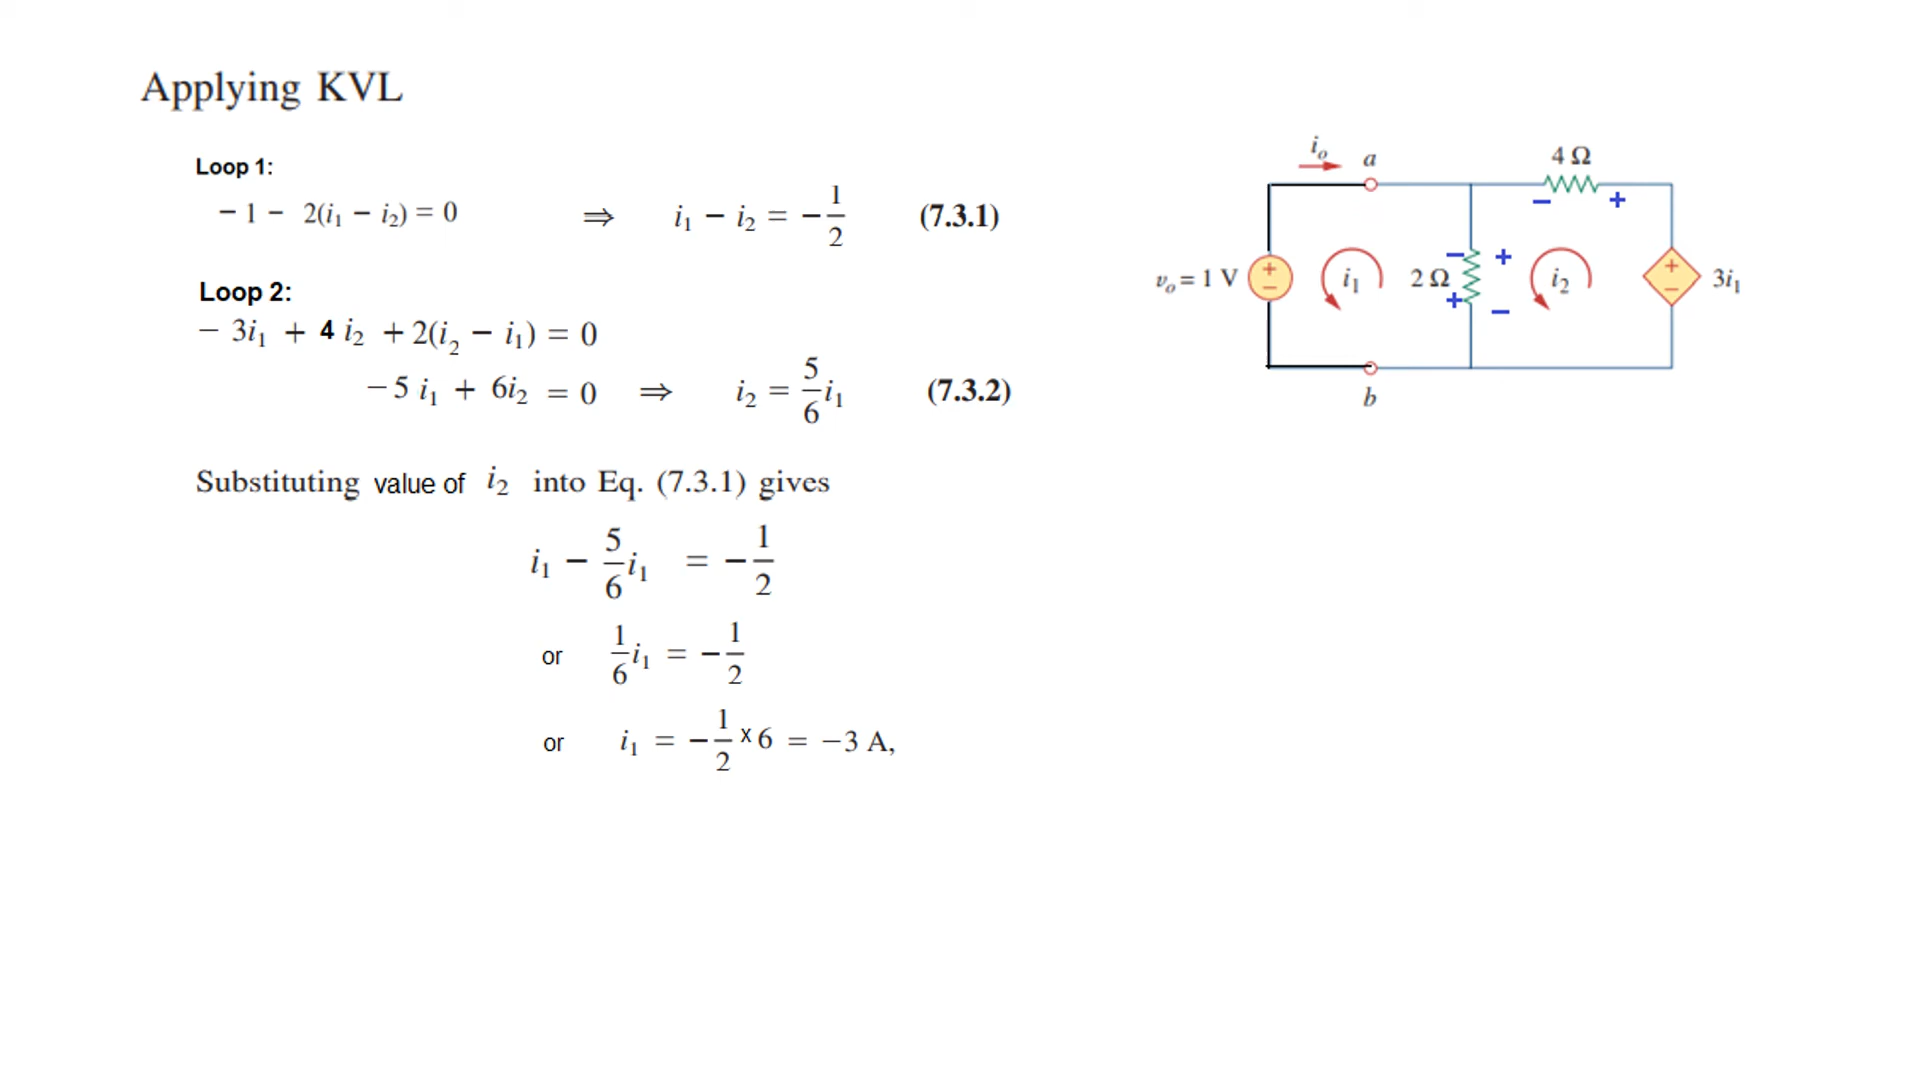 Applying KVL
Loop 1:
− 1 − 2(i₁ − i₂) = 0 ⇒ i₁ − i₂ = −1/2 (7.3.1)
Loop 2:
− 3i₁ + 4 i₂ + 2(i₂ − i₁) = 0
−5 i₁ + 6i₂ = 0 ⇒ i₂ = 5/6 i₁ (7.3.2)
Substituting value of i₂ into Eq. (7.3.1) gives
i₁ − 5/6 i₁ = −1/2
or 1/6 i₁ = −1/2
or i₁ = −1/2 x 6 = −3 A,
iₒ a 4 Ω
− +
vₒ = 1 V + − i₁ 2 Ω − + + − i₂ + − 3i₁
b